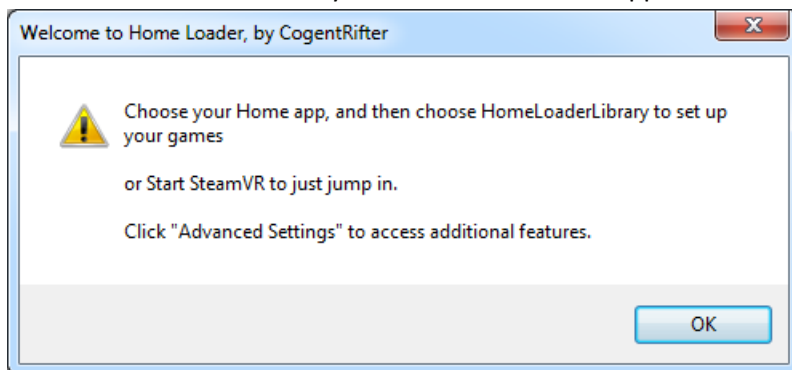 Welcome to Home Loader, by CogentRifter
Choose your Home app, and then choose HomeLoaderLibrary to set up
your games
or Start SteamVR to just jump in.
Click "Advanced Settings" to access additional features.
OK